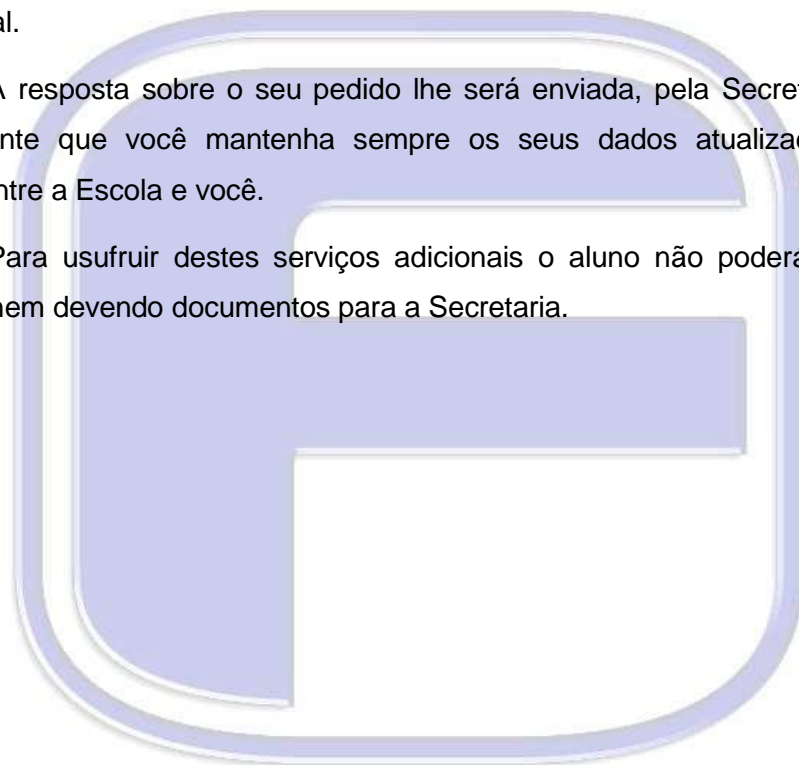 al.
A resposta sobre o seu pedido lhe será enviada, pela Secret
nte que você mantenha sempre os seus dados atualizad
ntre a Escola e você.
Para usufruir destes serviços adicionais o aluno não poderá
nem devendo documentos para a Secretaria.